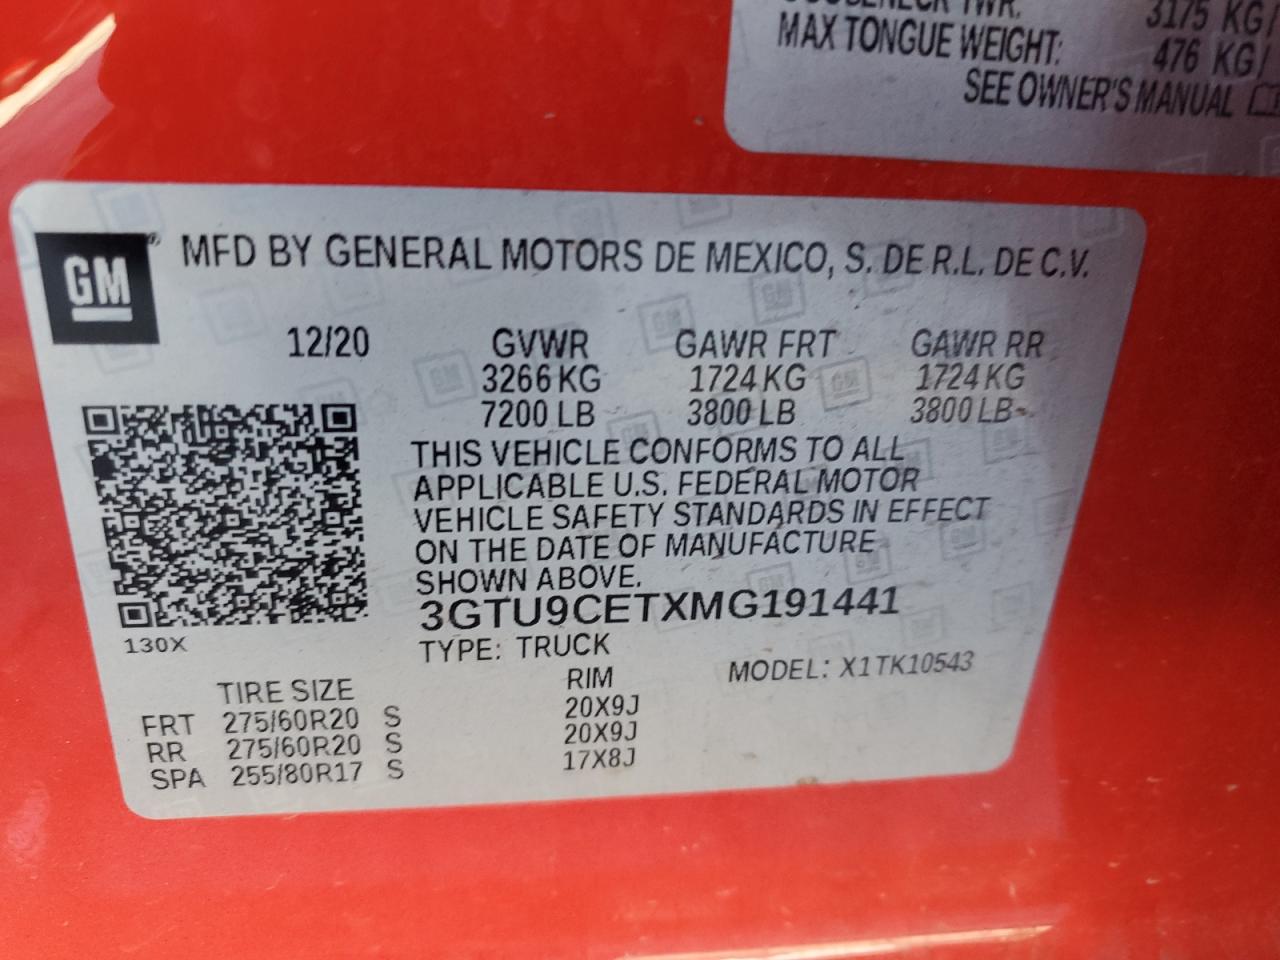 3175 KG/
MAX TONGUE WEIGHT: 476 KG/
SEE OWNER'S MANUAL
GM
MFD BY GENERAL MOTORS DE MEXICO, S. DE R.L. DE C.V.
12/20 GVWR GAWR FRT GAWR RR
3266 KG 1724 KG 1724 KG
7200 LB 3800 LB 3800 LB
THIS VEHICLE CONFORMS TO ALL
APPLICABLE U.S. FEDERAL MOTOR
VEHICLE SAFETY STANDARDS IN EFFECT
ON THE DATE OF MANUFACTURE
SHOWN ABOVE.
3GTU9CETXMG191441
130X
TYPE: TRUCK
MODEL: X1TK10543
TIRE SIZE RIM
FRT 275/60R20 S 20X9J
RR 275/60R20 S 20X9J
SPA 255/80R17 S 17X8J